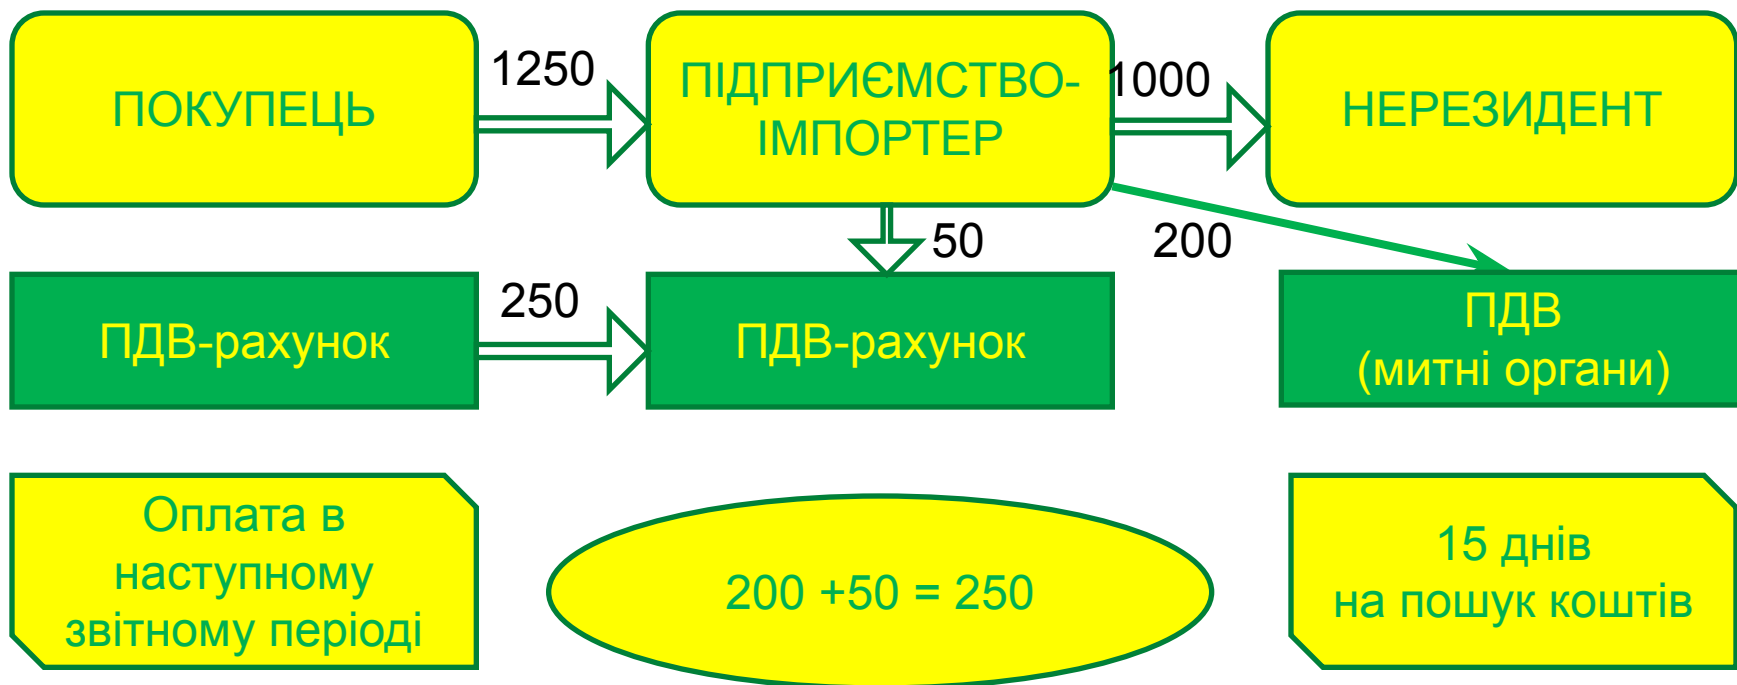 ПОКУПЕЦЬ
1250
ПІДПРИЄМСТВО-
ІМПОРТЕР
1000
НЕРЕЗИДЕНТ
50
200
ПДВ-рахунок
250
ПДВ-рахунок
ПДВ
(митні органи)
Оплата в
наступному
звітному періоді
200 +50 = 250
15 днів
на пошук коштів